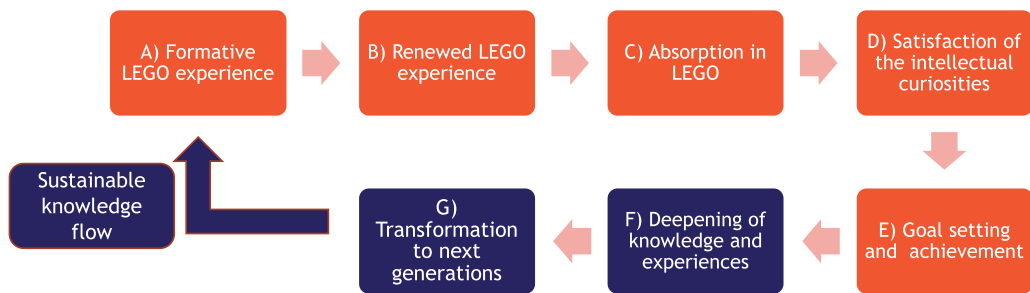 A) Formative
LEGO experience
B) Renewed LEGO
experience
C) Absorption in
LEGO
D) Satisfaction of
the intellectual
curiosities
E) Goal setting
and achievement
F) Deepening of
knowledge and
experiences
G)
Transformation
to next
generations
Sustainable
knowledge
flow